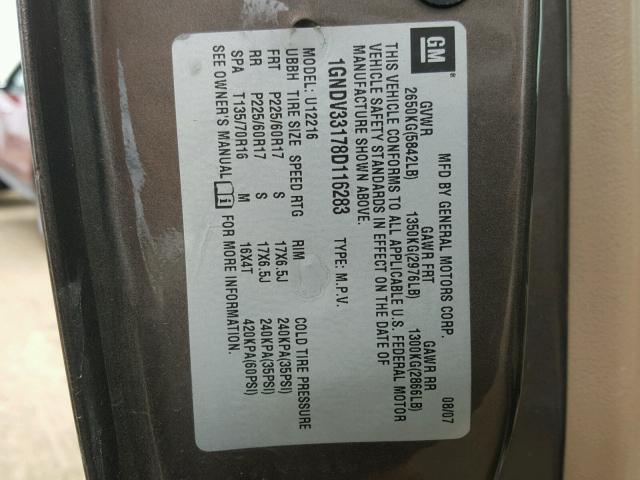 GM
MFD BY GENERAL MOTORS CORP. 08/07
GVWR GAWR FRT GAWR RR
2650KG(5842LB) 1350KG(2976LB) 1300KG(2866LB)
THIS VEHICLE CONFORMS TO ALL APPLICABLE U.S. FEDERAL MOTOR
VEHICLE SAFETY STANDARDS IN EFFECT ON THE DATE OF
MANUFACTURE SHOWN ABOVE.
1GNDV33178D116283 TYPE: M.P.V.
MODEL: U12216
UBBH TIRE SIZE SPEED RTG RIM COLD TIRE PRESSURE
FRT P225/60R17 S 17X6.5J 240KPA(35PSI)
RR P225/60R17 S 17X6.5J 240KPA(35PSI)
SPA T135/70R16 M 16X4T 420KPA(60PSI)
SEE OWNER'S MANUAL i FOR MORE INFORMATION.